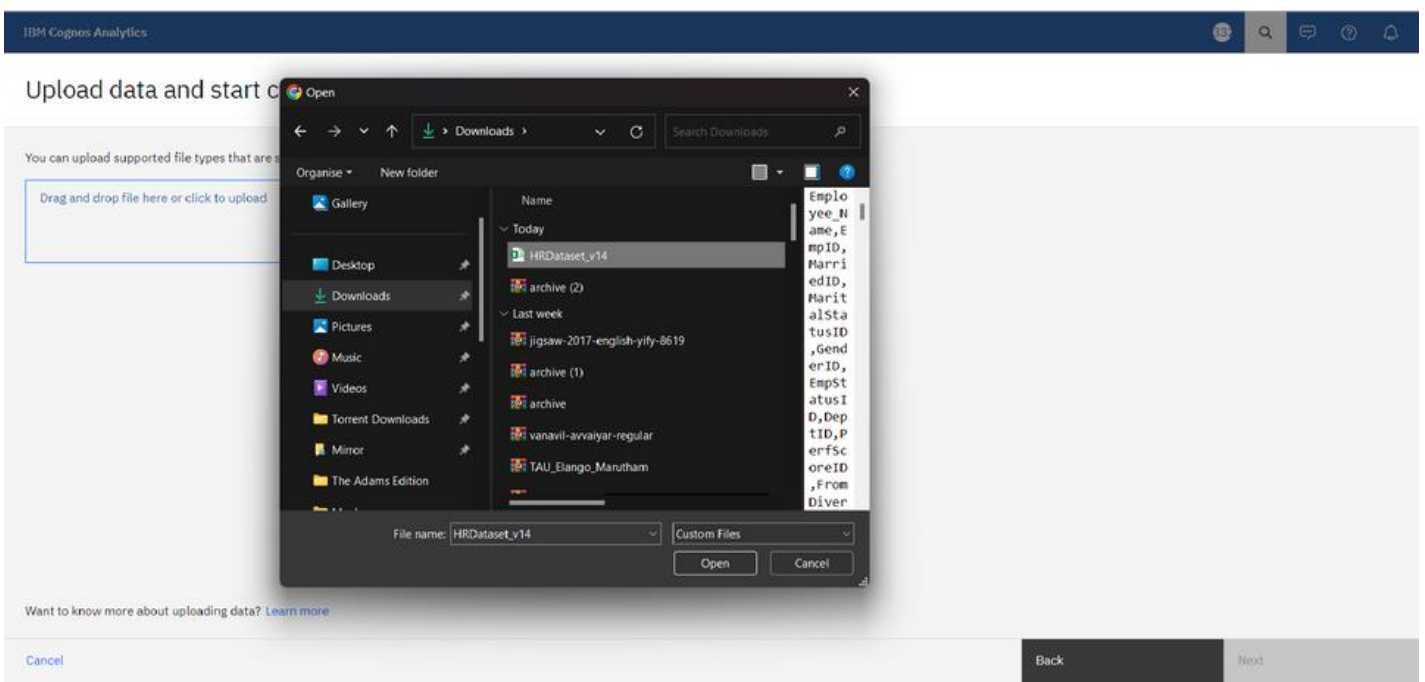 IBM Cognos Analytics
Upload data and start c
Open
Downloads
Search Downloads
You can upload supported file types that are s
Organise
New folder
Drag and drop file here or click to upload
Gallery
Desktop
Downloads
Pictures
Music
Videos
Torrent Downloads
Mirror
The Adams Edition
Name
Today
HRDataset_v14
archive (2)
Last week
jigsaw-2017-english-yify-8619
archive (1)
archive
vanavil-avvaiyar-regular
TAU_Elango_Marutham
Emplo
yee_N
ame,E
mpID,
Marri
edID,
Marit
alSta
tusID
,Gend
erID,
EmpSt
atusI
D,Dep
tID,P
erfSc
oreID
,From
Diver
File name: HRDataset_v14
Custom Files
Open
Cancel
Want to know more about uploading data? Learn more
Cancel
Back
Next